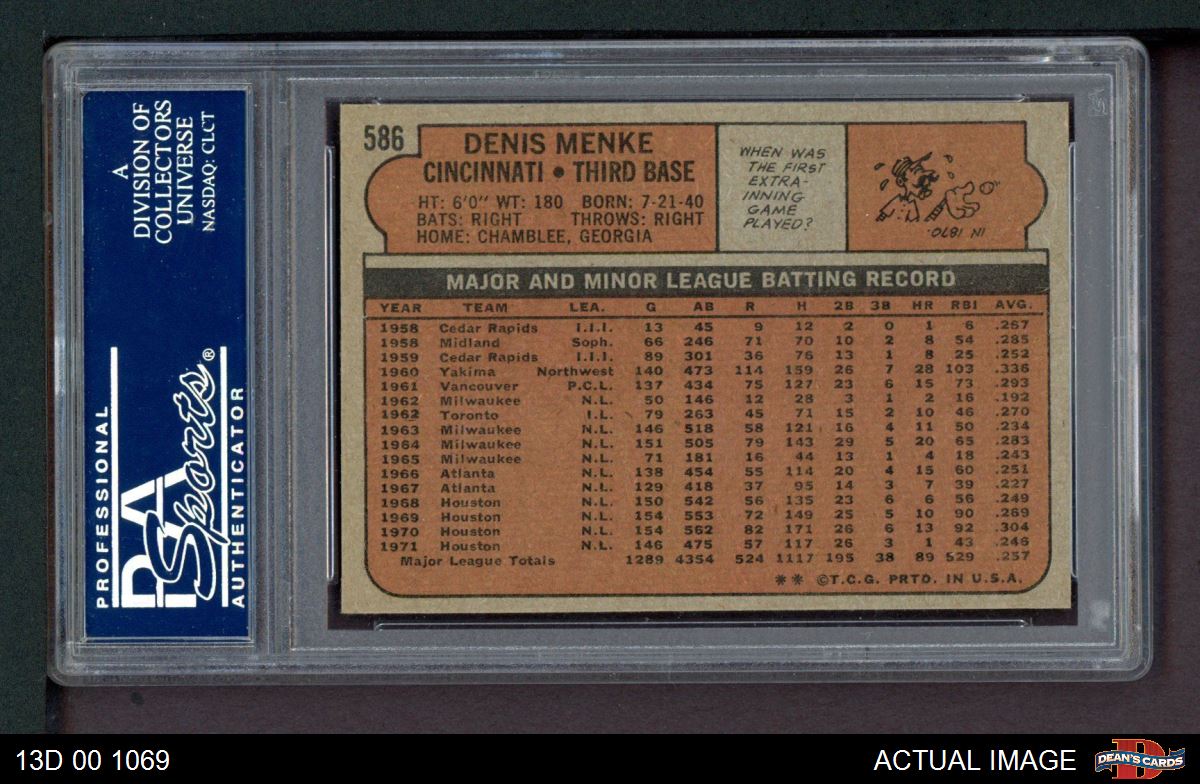 A
DIVISION OF
COLLECTORS
UNIVERSE
NASDAQ: CLCT
PROFESSIONAL
PSA
Sports®
AUTHENTICATOR
586
DENIS MENKE
CINCINNATI • THIRD BASE
HT: 6'0" WT: 180 BORN: 7-21-40
BATS: RIGHT THROWS: RIGHT
HOME: CHAMBLEE, GEORGIA
WHEN WAS
THE FIRST
EXTRA-
INNING
GAME
PLAYED?
IN 1870.
MAJOR AND MINOR LEAGUE BATTING RECORD
YEAR TEAM LEA. G AB R H 2B 3B HR RBI AVG.
1958 Cedar Rapids I.I.I. 13 45 9 12 2 0 1 6 .267
1958 Midland Soph. 66 246 71 70 10 2 8 54 .285
1959 Cedar Rapids I.I.I. 89 301 36 76 13 1 8 25 .252
1960 Yakima Northwest 140 473 114 159 26 7 28 103 .336
1961 Vancouver P.C.L. 137 434 75 127 23 6 15 73 .293
1962 Milwaukee N.L. 50 146 12 28 3 1 2 16 .192
1962 Toronto I.L. 79 263 45 71 15 2 10 46 .270
1963 Milwaukee N.L. 146 518 58 121 16 4 11 50 .234
1964 Milwaukee N.L. 151 505 79 143 29 5 20 65 .283
1965 Milwaukee N.L. 71 181 16 44 13 1 4 18 .243
1966 Atlanta N.L. 138 454 55 114 20 4 15 60 .251
1967 Atlanta N.L. 129 418 37 95 14 3 7 39 .227
1968 Houston N.L. 150 542 56 135 23 6 6 56 .249
1969 Houston N.L. 154 553 72 149 25 5 10 90 .269
1970 Houston N.L. 154 562 82 171 26 6 13 92 .304
1971 Houston N.L. 146 475 57 117 26 3 1 43 .246
Major League Totals 1289 4354 524 1117 195 38 89 529 .257
** ©T.C.G. PRTD. IN U.S.A.
13D 00 1069
ACTUAL IMAGE
D
DEAN'S CARDS